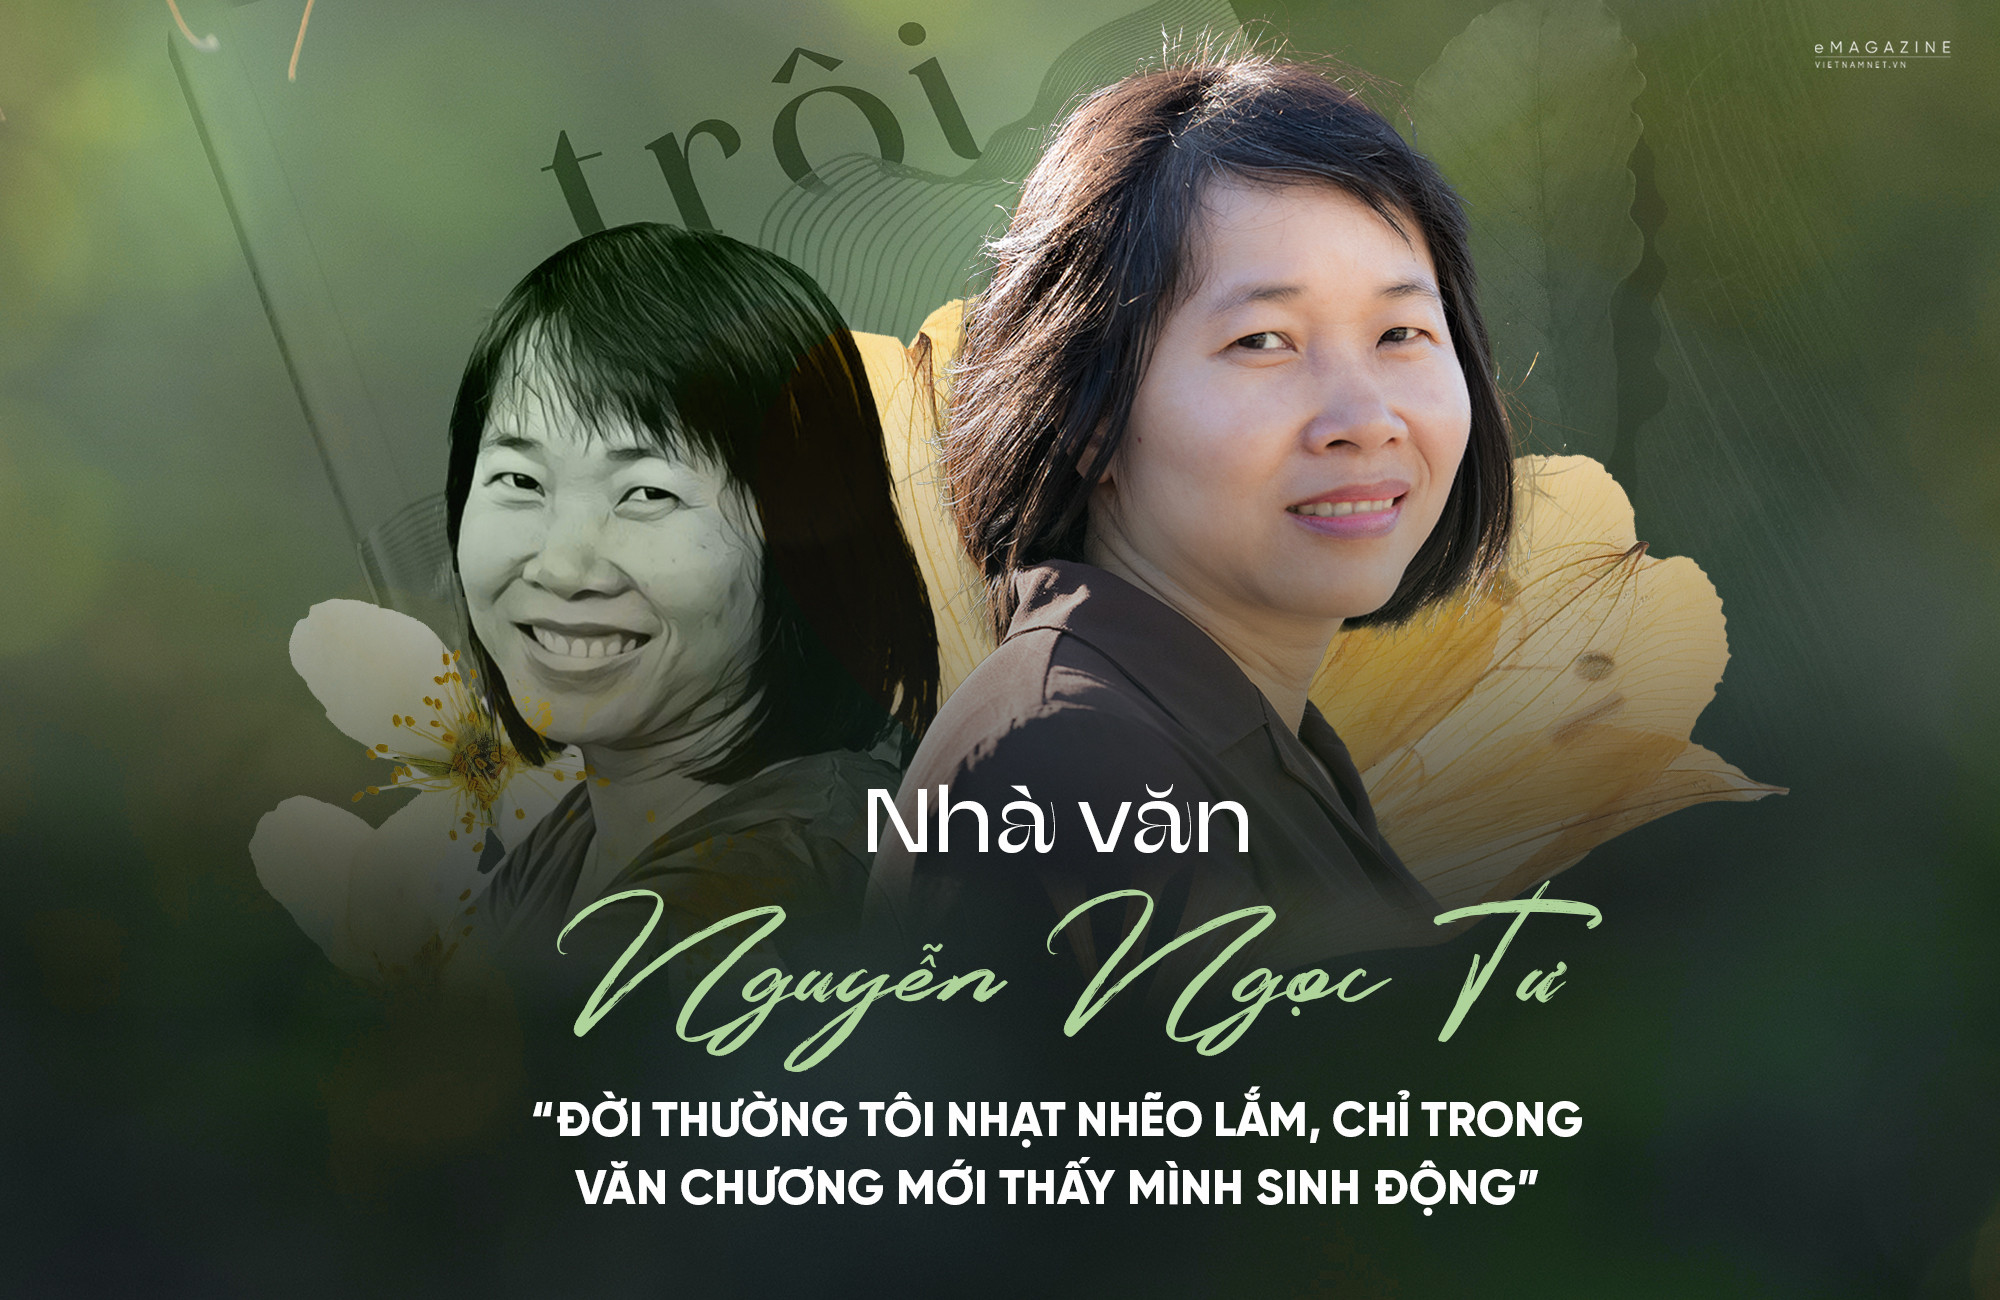 eMAGAZINE
VIETNAMNET.VN
trôi
Nhà văn
Nguyễn Ngọc Tư
“ĐỜI THƯỜNG TÔI NHẠT NHẼO LẮM, CHỈ TRONG
VĂN CHƯƠNG MỚI THẤY MÌNH SINH ĐỘNG”